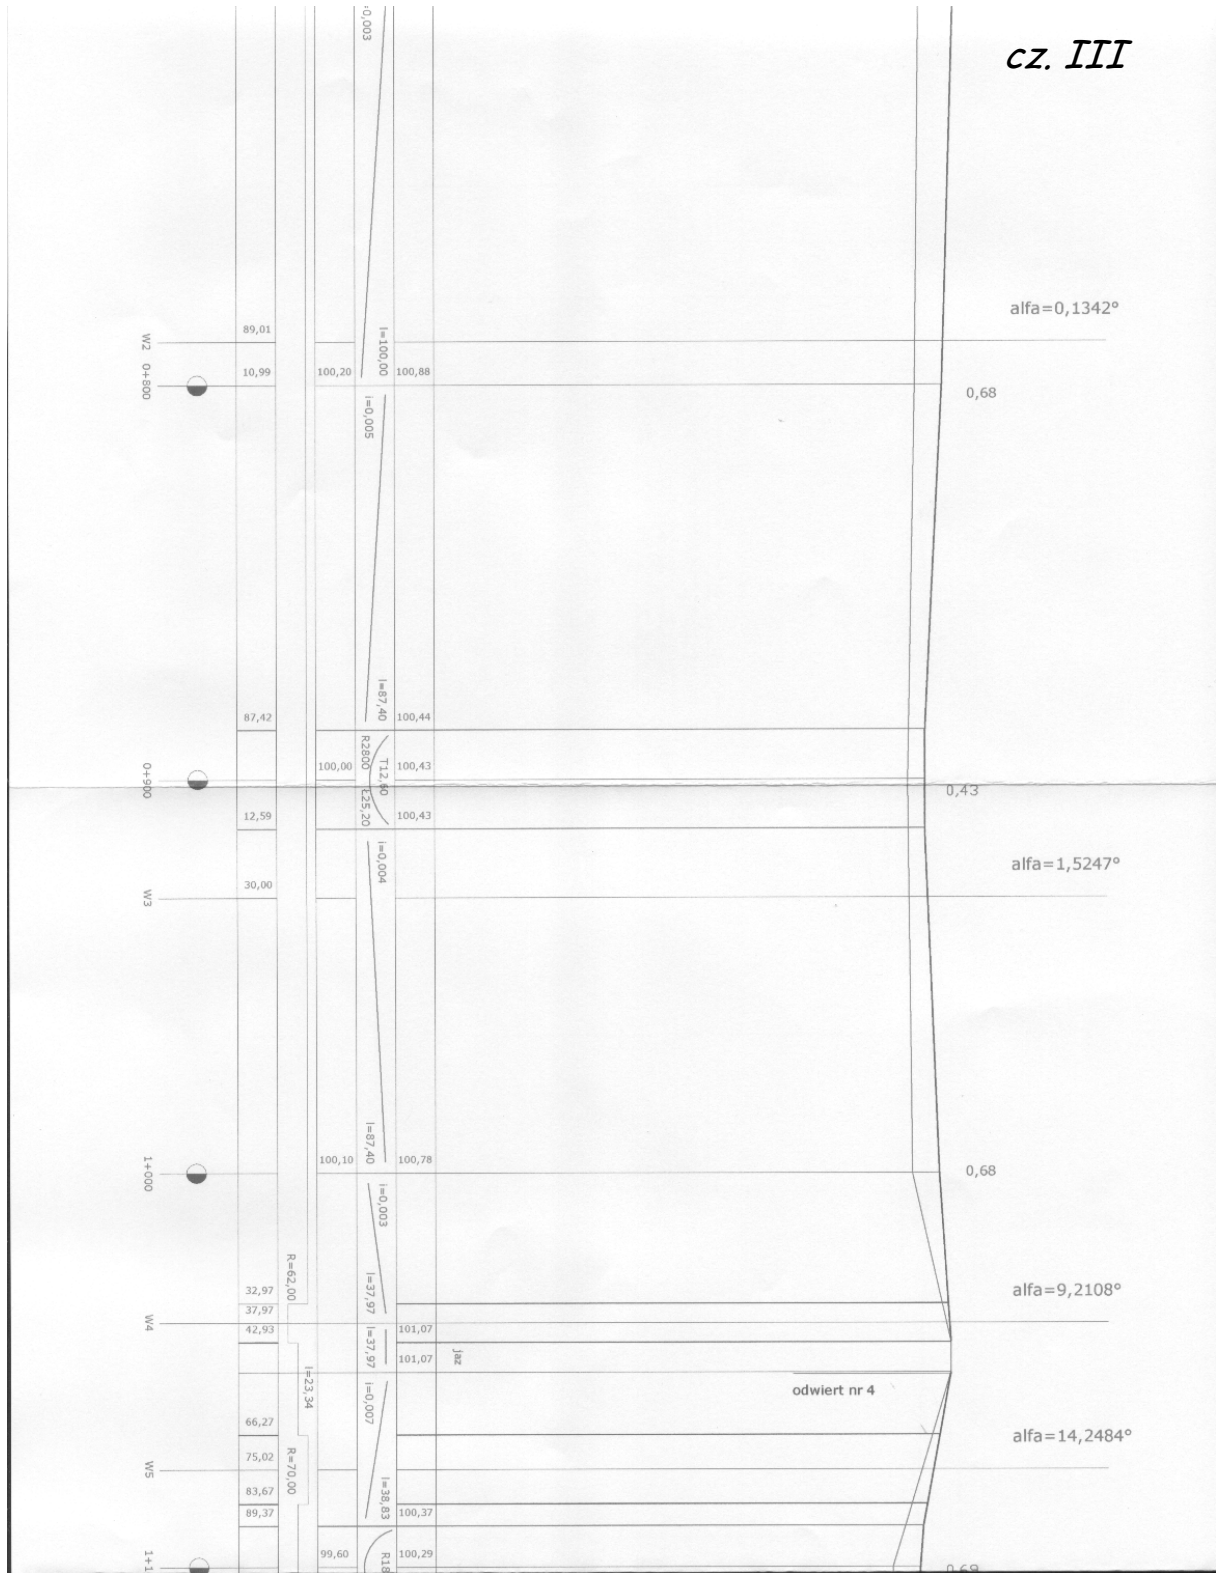 cz. III
i=0,003
alfa=0,1342°
W2
89,01
l=100,00
0+800
10,99
100,20
100,88
0,68
i=0,005
l=87,40
87,42
100,44
R2800
T12,60
0+900
100,00
100,43
0,43
Ł25,20
12,59
100,43
i=0,004
alfa=1,5247°
W3
30,00
l=87,40
1+000
100,10
100,78
0,68
i=0,003
R=62,00
l=37,97
32,97
alfa=9,2108°
37,97
W4
42,93
l=37,97
101,07
101,07
jaz
l=23,34
i=0,007
odwiert nr 4
66,27
alfa=14,2484°
W5
75,02
R=70,00
83,67
l=38,83
89,37
100,37
1+1
99,60
R18
100,29
0,69